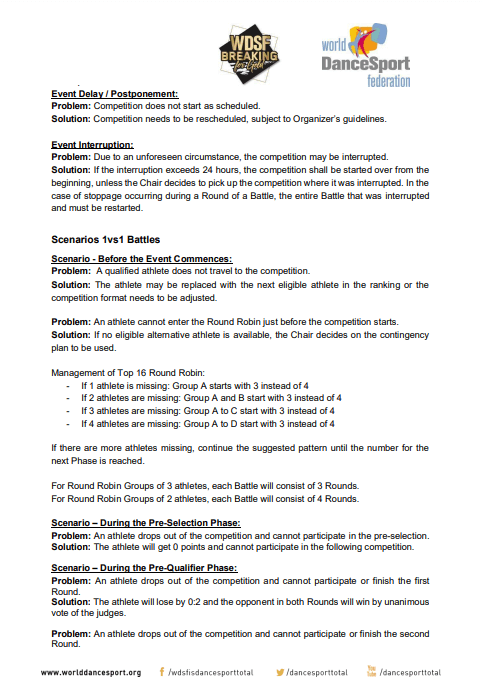 WDSF
BREAKING
for Gold
world
DanceSport
federation
.
Event Delay / Postponement:
Problem: Competition does not start as scheduled.
Solution: Competition needs to be rescheduled, subject to Organizer's guidelines.
Event Interruption:
Problem: Due to an unforeseen circumstance, the competition may be interrupted.
Solution: If the interruption exceeds 24 hours, the competition shall be started over from the
beginning, unless the Chair decides to pick up the competition where it was interrupted. In the
case of stoppage occurring during a Round of a Battle, the entire Battle that was interrupted
and must be restarted.
Scenarios 1vs1 Battles
Scenario - Before the Event Commences:
Problem: A qualified athlete does not travel to the competition.
Solution: The athlete may be replaced with the next eligible athlete in the ranking or the
competition format needs to be adjusted.
Problem: An athlete cannot enter the Round Robin just before the competition starts.
Solution: If no eligible alternative athlete is available, the Chair decides on the contingency
plan to be used.
Management of Top 16 Round Robin:
- If 1 athlete is missing: Group A starts with 3 instead of 4
- If 2 athletes are missing: Group A and B start with 3 instead of 4
- If 3 athletes are missing: Group A to C start with 3 instead of 4
- If 4 athletes are missing: Group A to D start with 3 instead of 4
If there are more athletes missing, continue the suggested pattern until the number for the
next Phase is reached.
For Round Robin Groups of 3 athletes, each Battle will consist of 3 Rounds.
For Round Robin Groups of 2 athletes, each Battle will consist of 4 Rounds.
Scenario – During the Pre-Selection Phase:
Problem: An athlete drops out of the competition and cannot participate in the pre-selection.
Solution: The athlete will get 0 points and cannot participate in the following competition.
Scenario – During the Pre-Qualifier Phase:
Problem: An athlete drops out of the competition and cannot participate or finish the first
Round.
Solution: The athlete will lose by 0:2 and the opponent in both Rounds will win by unanimous
vote of the judges.
Problem: An athlete drops out of the competition and cannot participate or finish the second
Round.
www.worlddancesport.org /wdsfisdancesporttotal /dancesporttotal You Tube /dancesporttotal